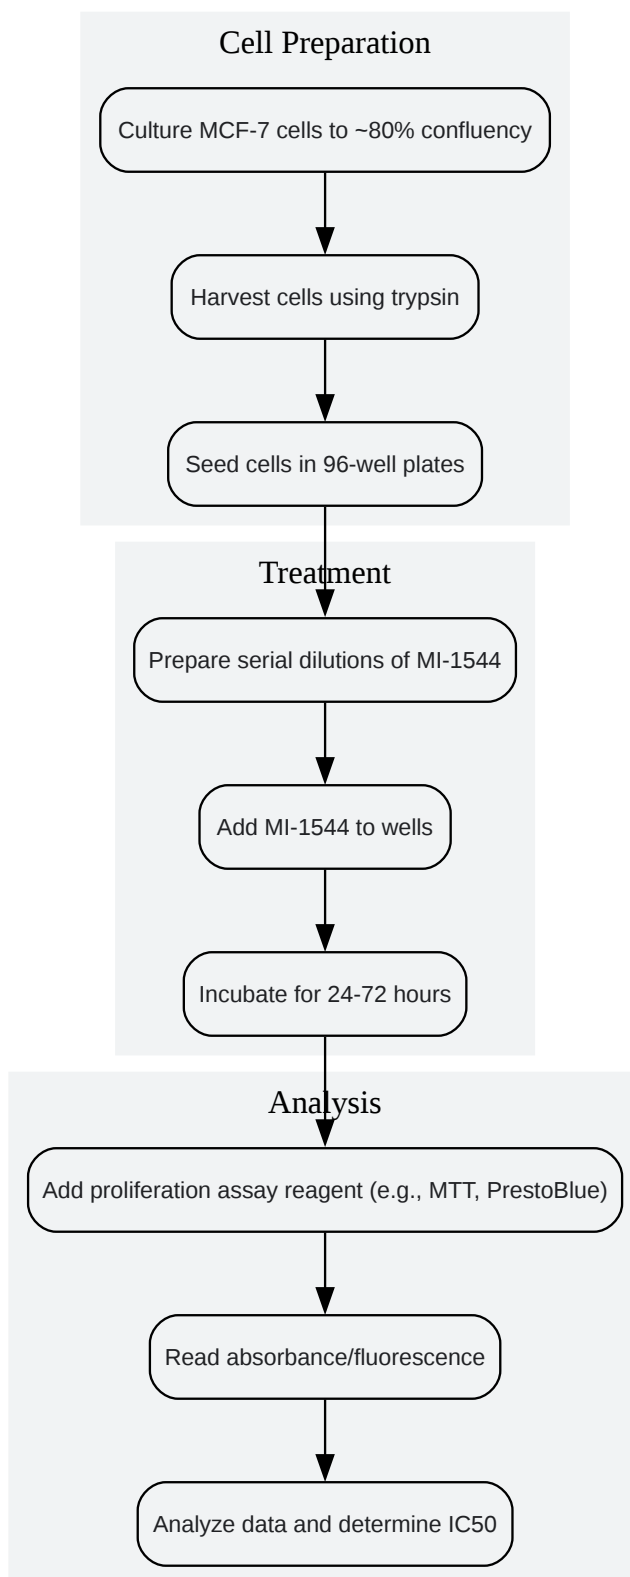 Cell Preparation
Culture MCF-7 cells to ~80% confluency
Harvest cells using trypsin
Seed cells in 96-well plates
Treatment
Prepare serial dilutions of MI-1544
Add MI-1544 to wells
Incubate for 24-72 hours
Analysis
Add proliferation assay reagent (e.g., MTT, PrestoBlue)
Read absorbance/fluorescence
Analyze data and determine IC50